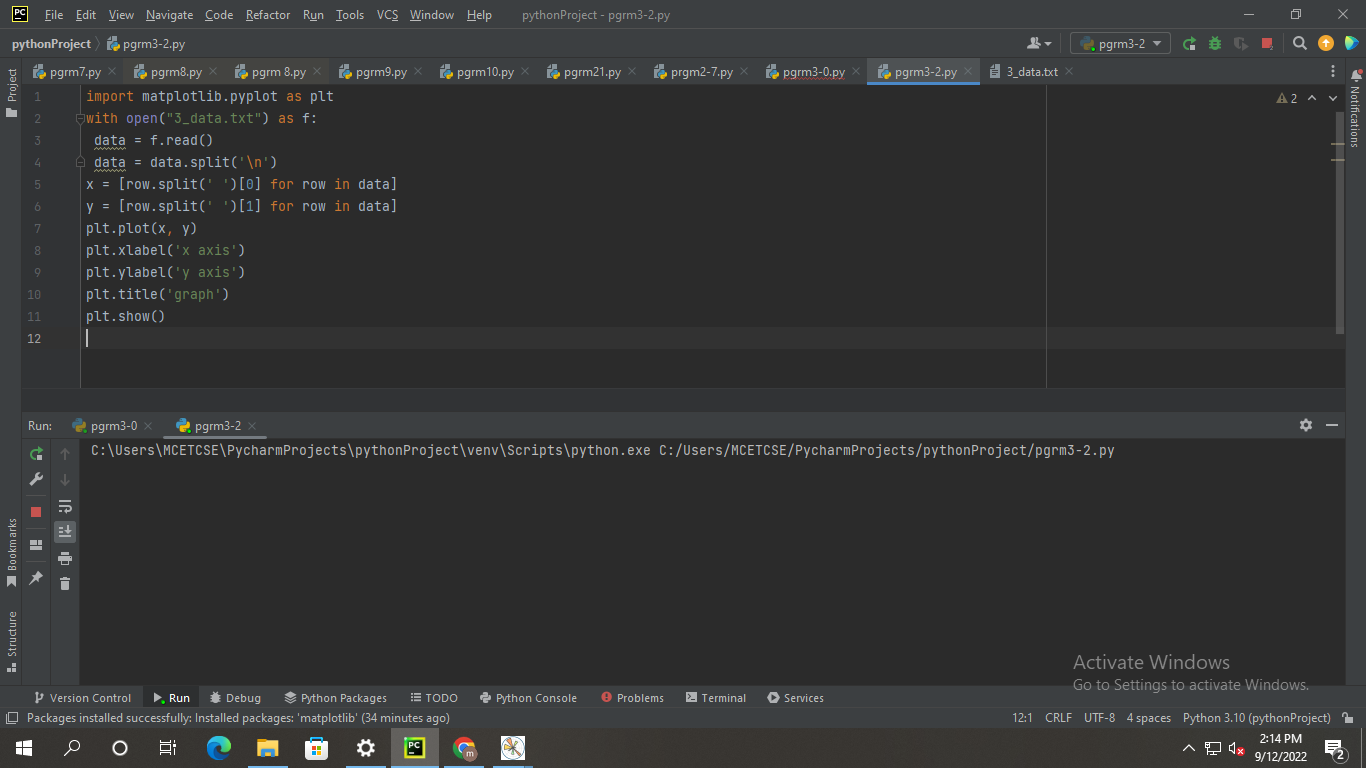 PC File Edit View Navigate Code Refactor Run Tools VCS Window Help pythonProject - pgrm3-2.py
pythonProject pgrm3-2.py pgrm3-2
Project
pgrm7.py pgrm8.py pgrm 8.py pgrm9.py pgrm10.py pgrm21.py prgm2-7.py pgrm3-0.py pgrm3-2.py 3_data.txt
Notifications
2
1 import matplotlib.pyplot as plt
2 with open("3_data.txt") as f:
3 data = f.read()
4 data = data.split('\n')
5 x = [row.split(' ')[0] for row in data]
6 y = [row.split(' ')[1] for row in data]
7 plt.plot(x, y)
8 plt.xlabel('x axis')
9 plt.ylabel('y axis')
10 plt.title('graph')
11 plt.show()
12
Run: pgrm3-0 pgrm3-2
C:\Users\MCETCSE\PycharmProjects\pythonProject\venv\Scripts\python.exe C:/Users/MCETCSE/PycharmProjects/pythonProject/pgrm3-2.py
Bookmarks
Structure
Activate Windows
Go to Settings to activate Windows.
Version Control Run Debug Python Packages TODO Python Console Problems Terminal Services
Packages installed successfully: Installed packages: 'matplotlib' (34 minutes ago) 12:1 CRLF UTF-8 4 spaces Python 3.10 (pythonProject)
PC m 2:14 PM
9/12/2022 2